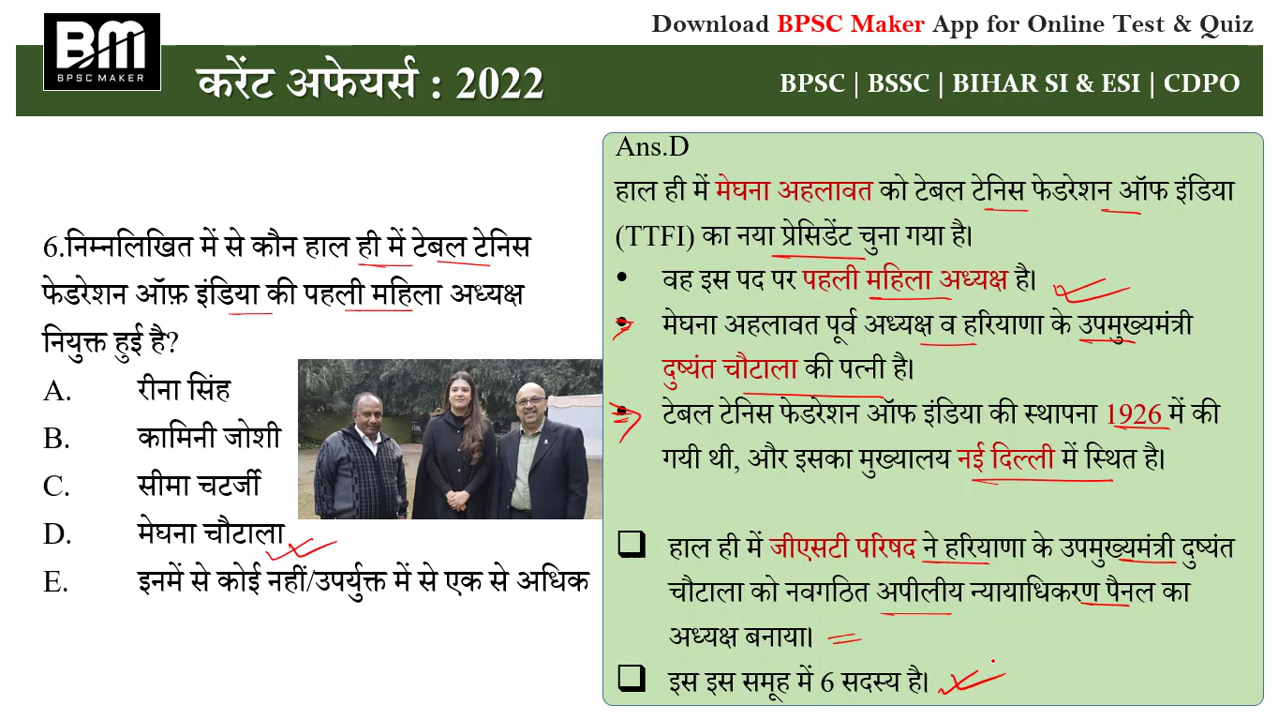 Download BPSC Maker App for Online Test & Quiz
BM
BPSC MAKER
करेंट अफेयर्स : 2022
BPSC | BSSC | BIHAR SI & ESI | CDPO
6.निम्नलिखित में से कौन हाल ही में टेबल टेनिस
फेडरेशन ऑफ़ इंडिया की पहली महिला अध्यक्ष
नियुक्त हुई है?
A. रीना सिंह
B. कामिनी जोशी
C. सीमा चटर्जी
D. मेघना चौटाला
E. इनमें से कोई नहीं/उपर्युक्त में से एक से अधिक
Ans.D
हाल ही में मेघना अहलावत को टेबल टेनिस फेडरेशन ऑफ इंडिया
(TTFI) का नया प्रेसिडेंट चुना गया है।
• वह इस पद पर पहली महिला अध्यक्ष है।
• मेघना अहलावत पूर्व अध्यक्ष व हरियाणा के उपमुख्यमंत्री
दुष्यंत चौटाला की पत्नी है।
• टेबल टेनिस फेडरेशन ऑफ इंडिया की स्थापना 1926 में की
गयी थी, और इसका मुख्यालय नई दिल्ली में स्थित है।
❑ हाल ही में जीएसटी परिषद ने हरियाणा के उपमुख्यमंत्री दुष्यंत
चौटाला को नवगठित अपीलीय न्यायाधिकरण पैनल का
अध्यक्ष बनाया।
❑ इस इस समूह में 6 सदस्य है।